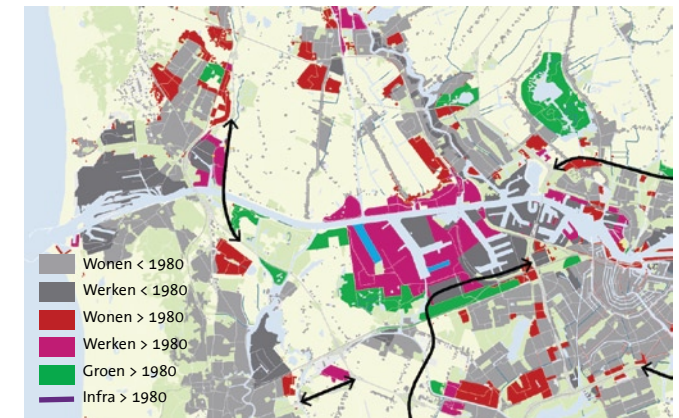 Wonen < 1980
Werken < 1980
Wonen > 1980
Werken > 1980
Groen > 1980
Infra > 1980